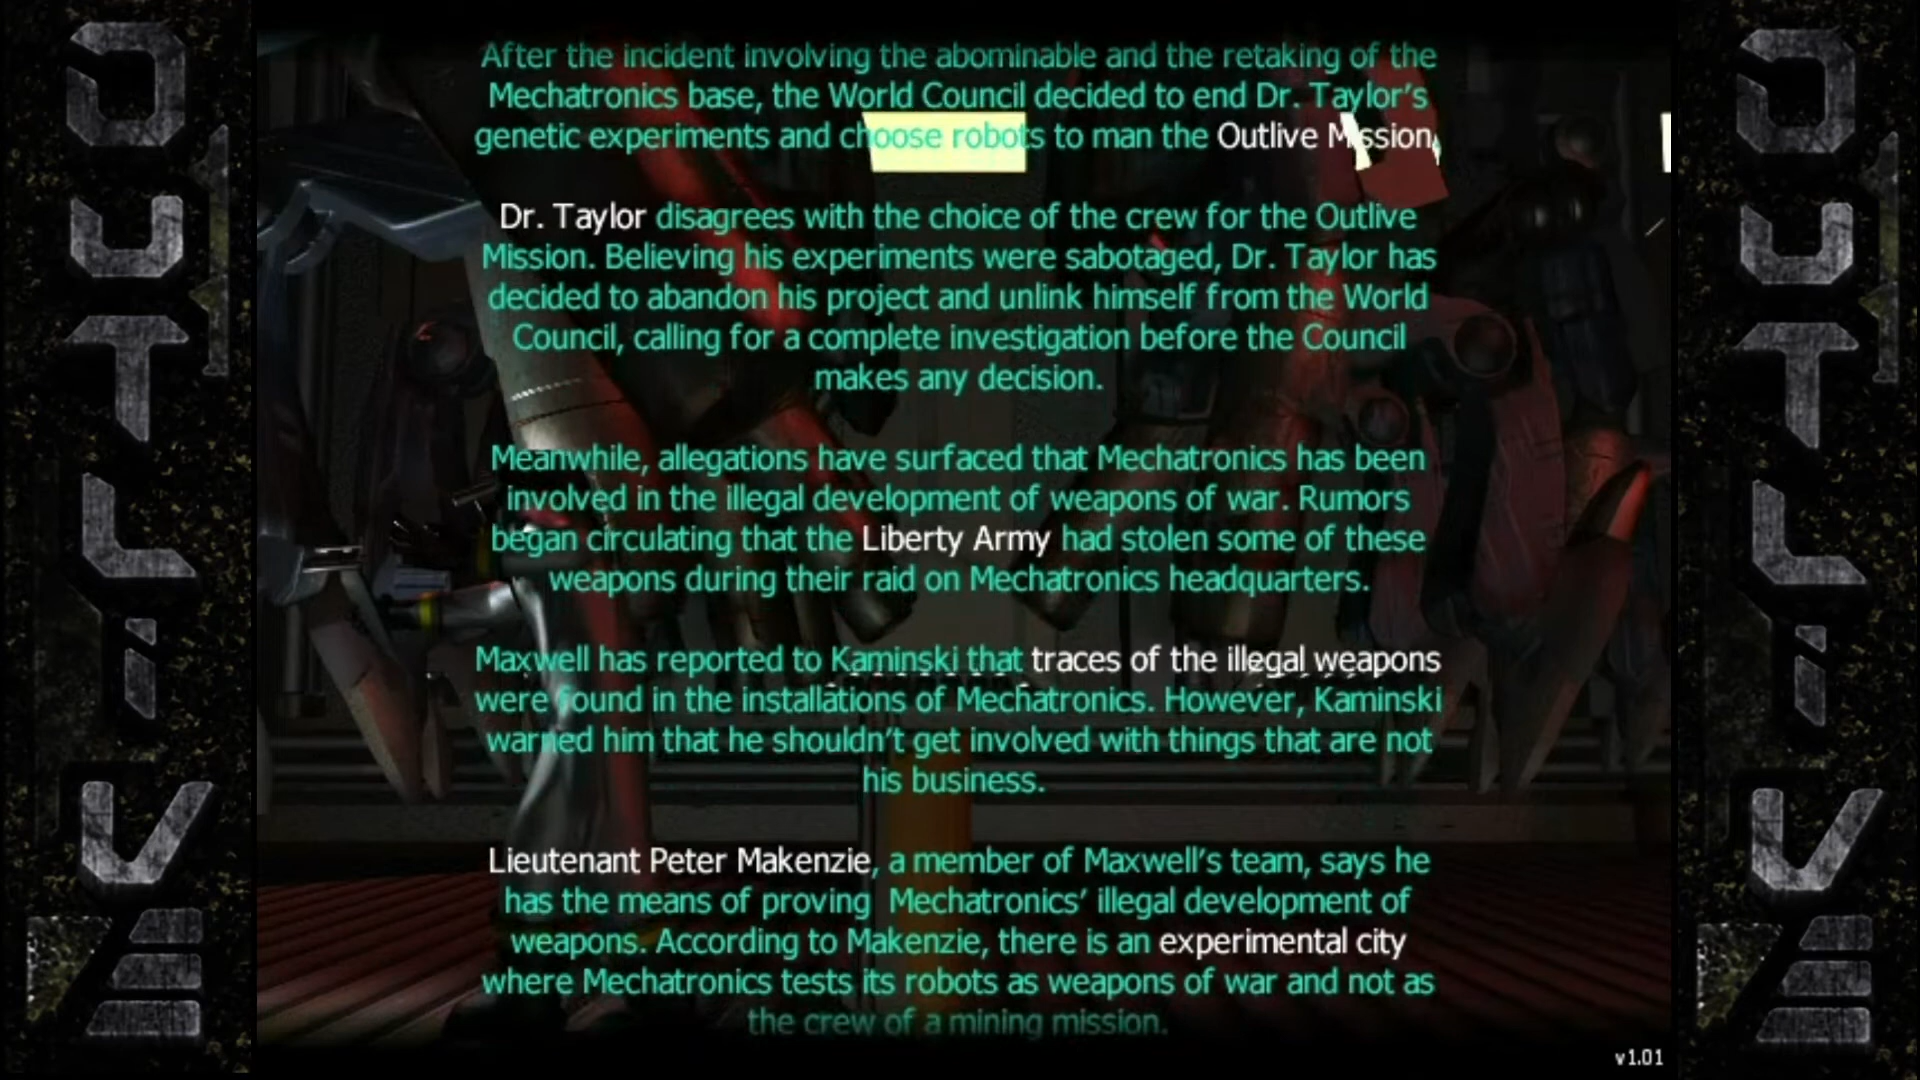 OUTLiVE
After the incident involving the abominable and the retaking of the
Mechatronics base, the World Council decided to end Dr. Taylor's
genetic experiments and choose robots to man the Outlive Mission.
Dr. Taylor disagrees with the choice of the crew for the Outlive
Mission. Believing his experiments were sabotaged, Dr. Taylor has
decided to abandon his project and unlink himself from the World
Council, calling for a complete investigation before the Council
makes any decision.
Meanwhile, allegations have surfaced that Mechatronics has been
involved in the illegal development of weapons of war. Rumors
began circulating that the Liberty Army had stolen some of these
weapons during their raid on Mechatronics headquarters.
Maxwell has reported to Kaminski that traces of the illegal weapons
were found in the installations of Mechatronics. However, Kaminski
warned him that he shouldn't get involved with things that are not
his business.
Lieutenant Peter Makenzie, a member of Maxwell's team, says he
has the means of proving Mechatronics' illegal development of
weapons. According to Makenzie, there is an experimental city
where Mechatronics tests its robots as weapons of war and not as
the crew of a mining mission.
v1.01
OUTLiVE